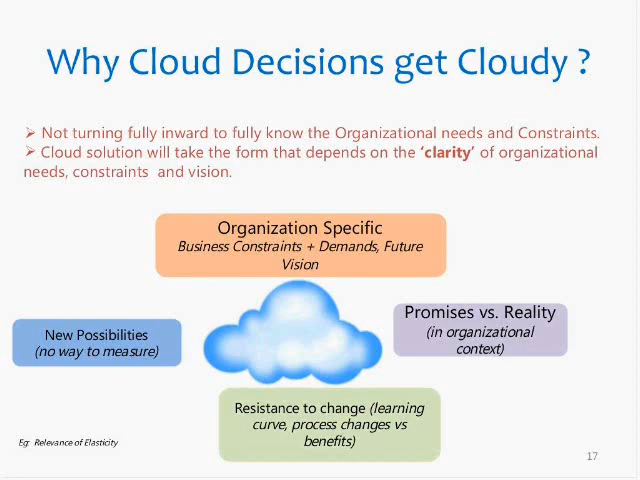 Why Cloud Decisions get Cloudy ?
➢ Not turning fully inward to fully know the Organizational needs and Constraints.
➢ Cloud solution will take the form that depends on the ‘clarity’ of organizational
needs, constraints and vision.
Organization Specific
Business Constraints + Demands, Future
Vision
New Possibilities
(no way to measure)
Promises vs. Reality
(in organizational
context)
Resistance to change (learning
curve, process changes vs
benefits)
Eg: Relevance of Elasticity
17